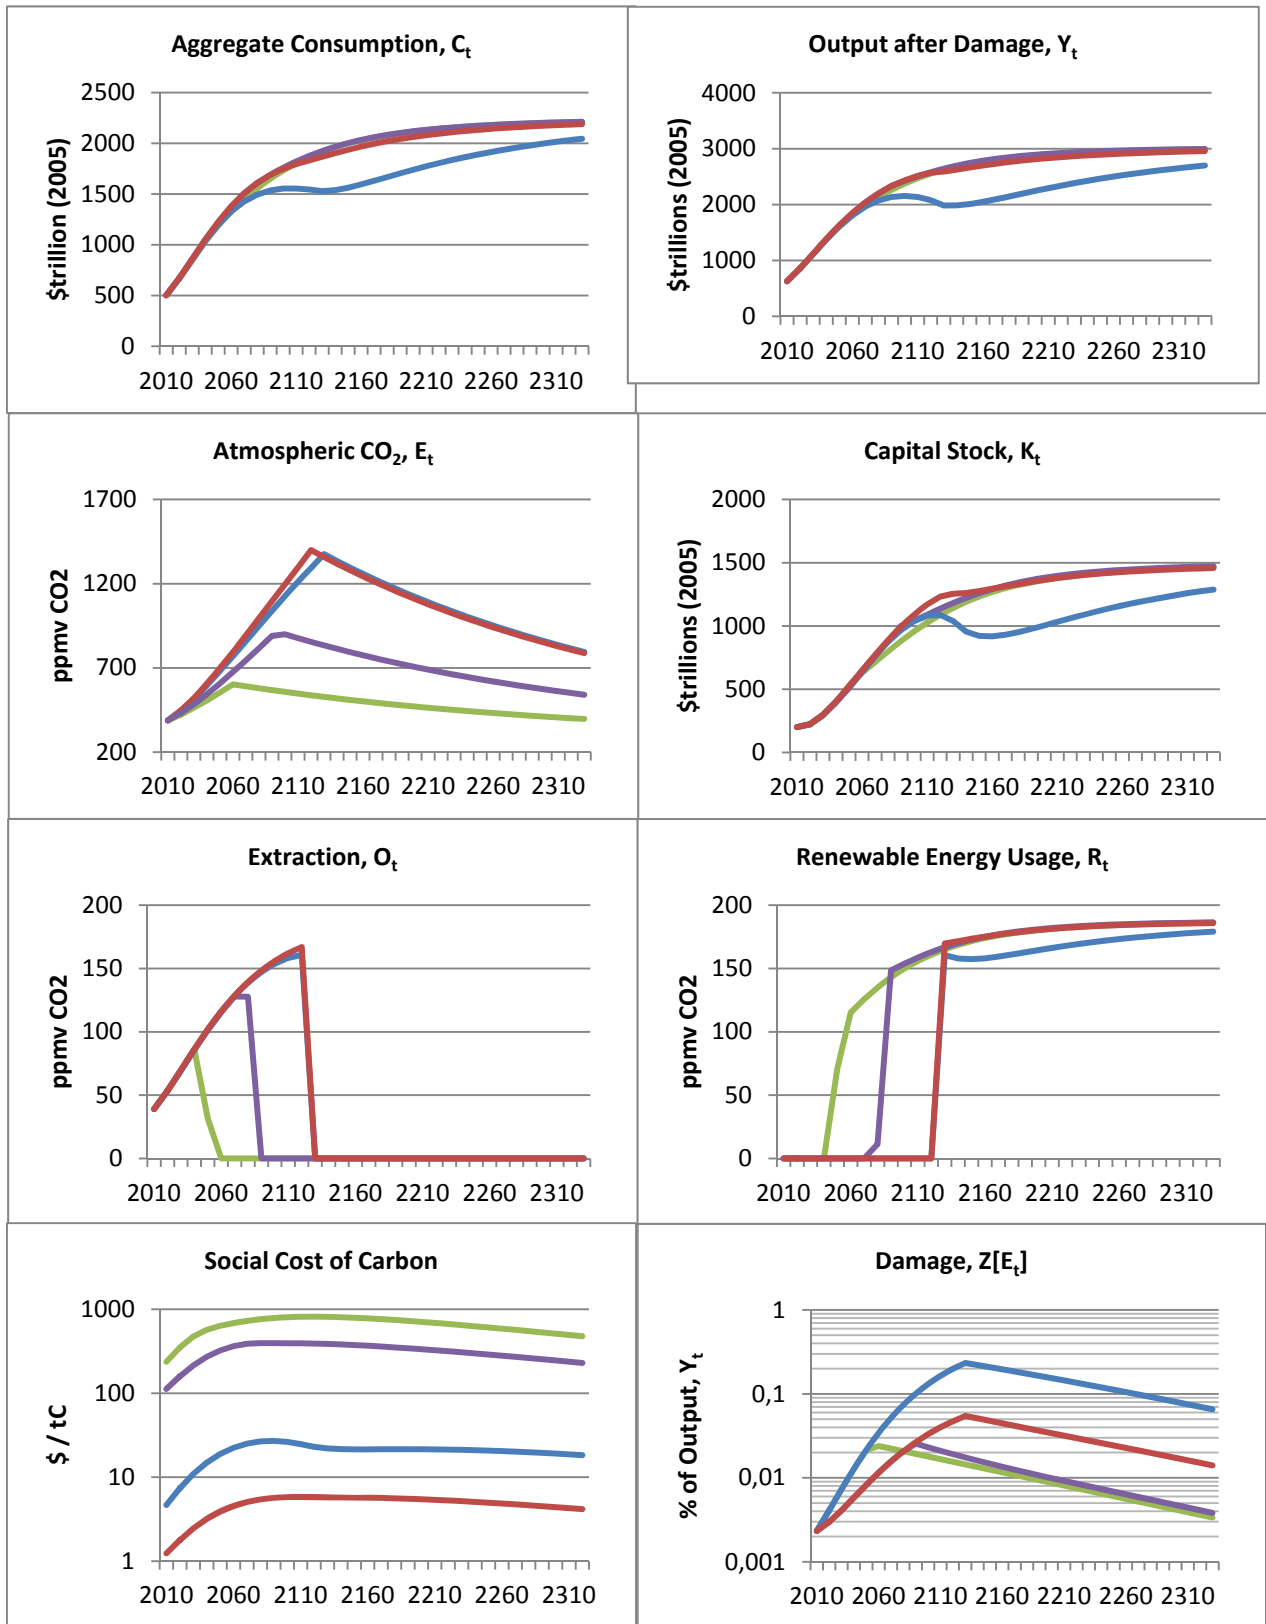 Aggregate Consumption, Cₜ
$trillion (2005)
2500
2000
1500
1000
500
0
2010 2060 2110 2160 2210 2260 2310
Output after Damage, Yₜ
$trillions (2005)
4000
3000
2000
1000
0
2010 2060 2110 2160 2210 2260 2310
Atmospheric CO₂, Eₜ
ppmv CO2
1700
1200
700
200
2010 2060 2110 2160 2210 2260 2310
Capital Stock, Kₜ
$trillions (2005)
2000
1500
1000
500
0
2010 2060 2110 2160 2210 2260 2310
Extraction, Oₜ
ppmv CO2
200
150
100
50
0
2010 2060 2110 2160 2210 2260 2310
Renewable Energy Usage, Rₜ
ppmv CO2
200
150
100
50
0
2010 2060 2110 2160 2210 2260 2310
Social Cost of Carbon
$ / tC
1000
100
10
1
2010 2060 2110 2160 2210 2260 2310
Damage, Z[Eₜ]
% of Output, Yₜ
1
0,1
0,01
0,001
2010 2060 2110 2160 2210 2260 2310